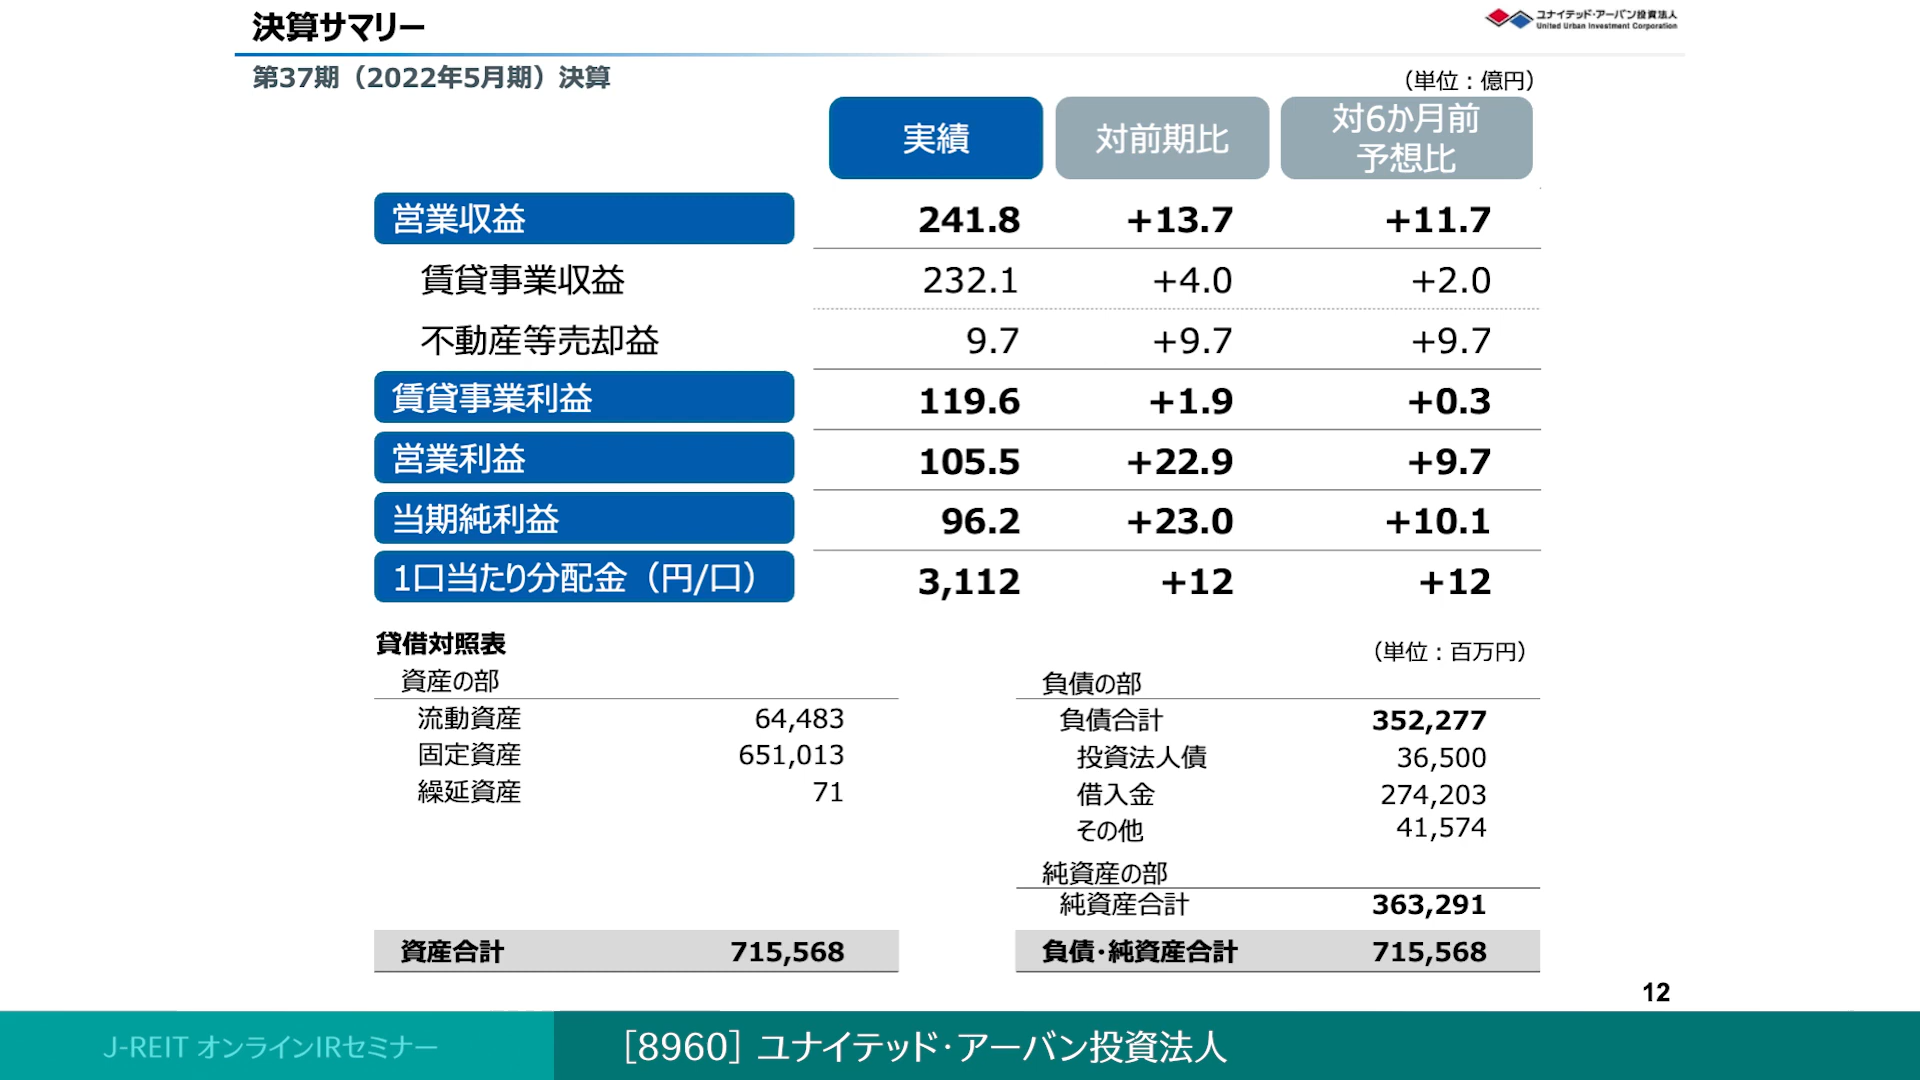 決算サマリー
ユナイテッド・アーバン投資法人
United Urban Investment Corporation
第37期（2022年5月期）決算
（単位：億円）
実績 対前期比 対6か月前予想比
営業収益 241.8 +13.7 +11.7
賃貸事業収益 232.1 +4.0 +2.0
不動産等売却益 9.7 +9.7 +9.7
賃貸事業利益 119.6 +1.9 +0.3
営業利益 105.5 +22.9 +9.7
当期純利益 96.2 +23.0 +10.1
1口当たり分配金（円/口） 3,112 +12 +12
貸借対照表
（単位：百万円）
資産の部
流動資産 64,483
固定資産 651,013
繰延資産 71
資産合計 715,568
負債の部
負債合計 352,277
投資法人債 36,500
借入金 274,203
その他 41,574
純資産の部
純資産合計 363,291
負債・純資産合計 715,568
12
J-REIT オンラインIRセミナー
［8960］ユナイテッド・アーバン投資法人